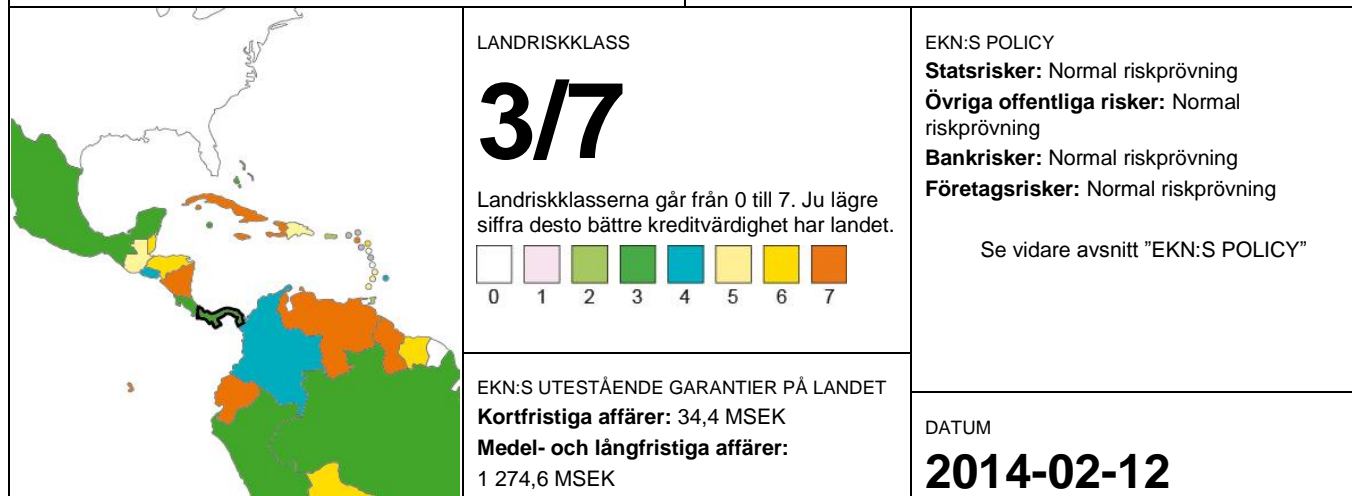 LANDRISKKLASS
3/7
Landriskklasserna går från 0 till 7. Ju lägre
siffra desto bättre kreditvärdighet har landet.
0 1 2 3 4 5 6 7
EKN:S UTESTÅENDE GARANTIER PÅ LANDET
Kortfristiga affärer: 34,4 MSEK
Medel- och långfristiga affärer:
1 274,6 MSEK
EKN:S POLICY
Statsrisker: Normal riskprövning
Övriga offentliga risker: Normal
riskprövning
Bankrisker: Normal riskprövning
Företagsrisker: Normal riskprövning
Se vidare avsnitt ”EKN:S POLICY”
DATUM
2014-02-12